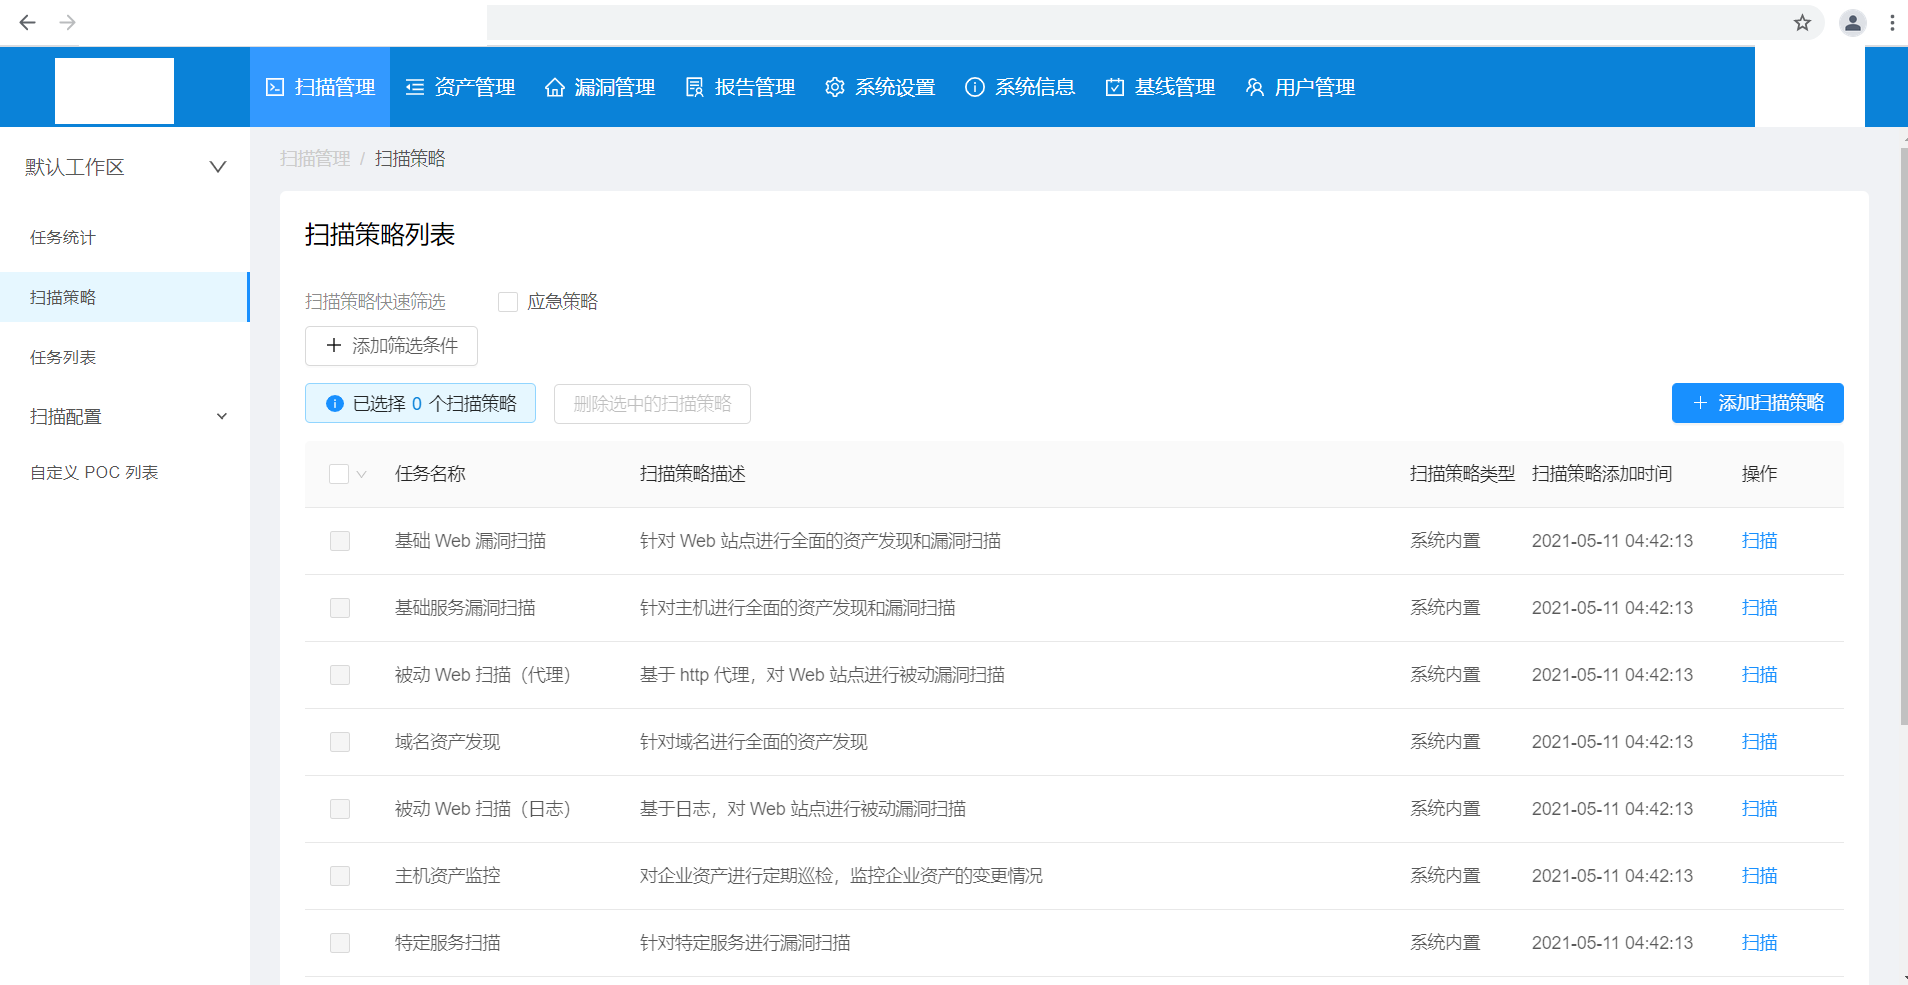 扫描管理 资产管理 漏洞管理 报告管理 系统设置 系统信息 基线管理 用户管理
默认工作区
任务统计
扫描策略
任务列表
扫描配置
自定义 POC 列表
扫描管理 / 扫描策略
扫描策略列表
扫描策略快速筛选 应急策略
添加筛选条件
已选择 0 个扫描策略 删除选中的扫描策略 添加扫描策略
任务名称 扫描策略描述 扫描策略类型 扫描策略添加时间 操作
基础 Web 漏洞扫描 针对 Web 站点进行全面的资产发现和漏洞扫描 系统内置 2021-05-11 04:42:13 扫描
基础服务漏洞扫描 针对主机进行全面的资产发现和漏洞扫描 系统内置 2021-05-11 04:42:13 扫描
被动 Web 扫描（代理） 基于 http 代理，对 Web 站点进行被动漏洞扫描 系统内置 2021-05-11 04:42:13 扫描
域名资产发现 针对域名进行全面的资产发现 系统内置 2021-05-11 04:42:13 扫描
被动 Web 扫描（日志） 基于日志，对 Web 站点进行被动漏洞扫描 系统内置 2021-05-11 04:42:13 扫描
主机资产监控 对企业资产进行定期巡检，监控企业资产的变更情况 系统内置 2021-05-11 04:42:13 扫描
特定服务扫描 针对特定服务进行漏洞扫描 系统内置 2021-05-11 04:42:13 扫描